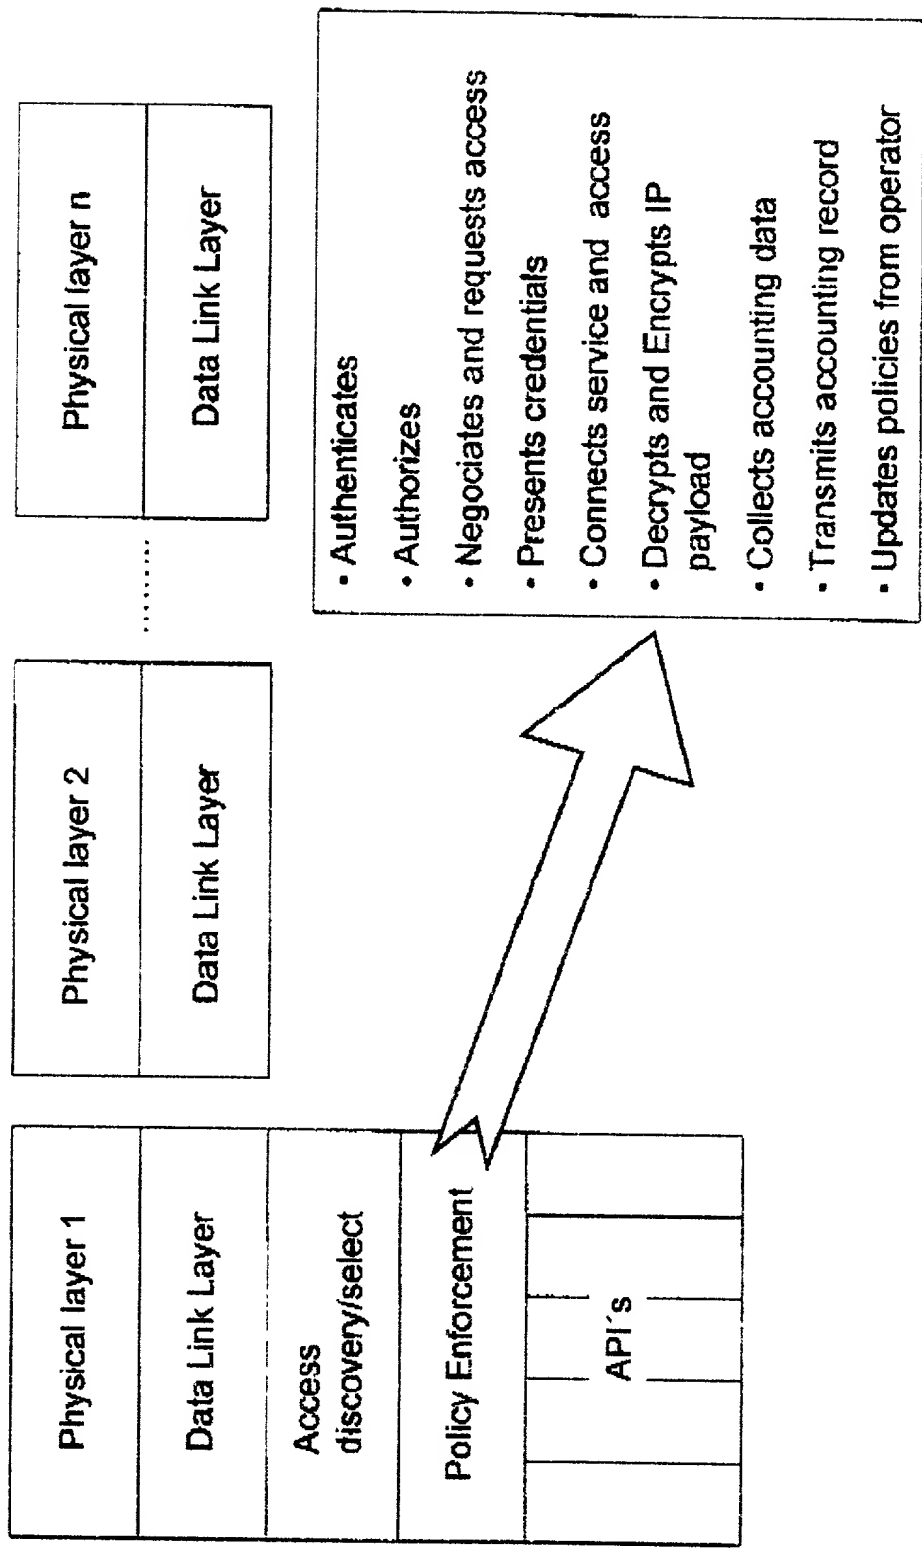 Physical layer 1
Data Link Layer
Access
discovery/select
Policy Enforcement
API´s
Physical layer 2
Data Link Layer
.......
Physical layer n
Data Link Layer
• Authenticates
• Authorizes
• Negociates and requests access
• Presents credentials
• Connects service and access
• Decrypts and Encrypts IP
payload
• Collects accounting data
• Transmits accounting record
• Updates policies from operator